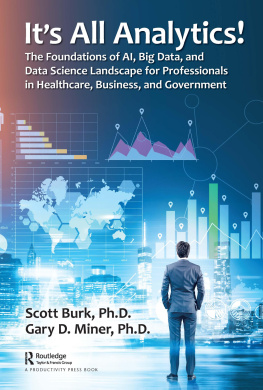 It's All Analytics!
The Foundations of AI, Big Data, and
Data Science Landscape for Professionals
in Healthcare, Business, and Government
Scott Burk, Ph.D.
Gary D. Miner, Ph.D.
Routledge
Taylor & Francis Group
A PRODUCTIVITY PRESS BOOK